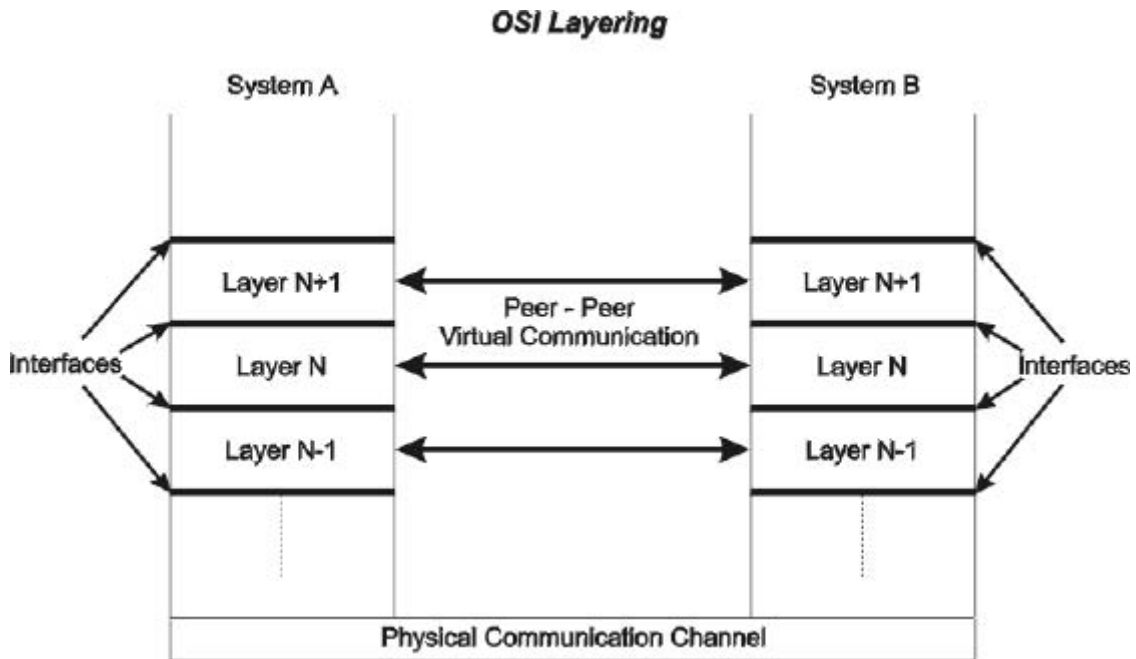 OSI Layering
System A
System B
Layer N+1
Layer N+1
Peer - Peer
Virtual Communication
Interfaces
Layer N
Layer N
Interfaces
Layer N-1
Layer N-1
Physical Communication Channel